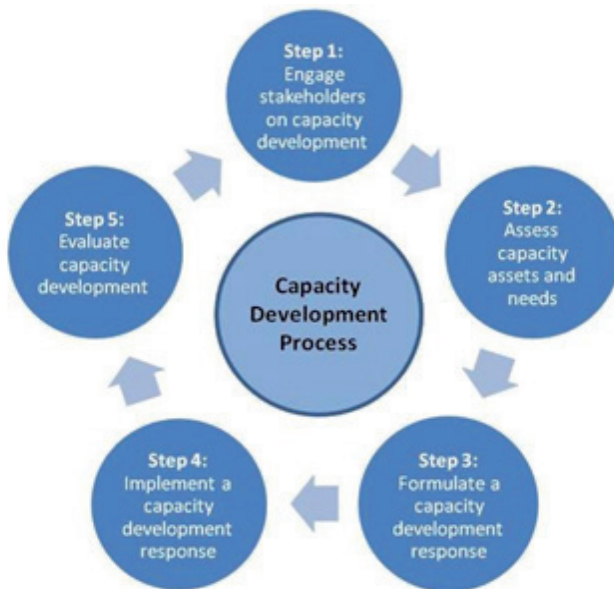 Step 1:
Engage
stakeholders
on capacity
development
Step 2:
Assess
capacity
assets and
needs
Step 3:
Formulate a
capacity
development
response
Step 4:
Implement a
capacity
development
response
Step 5:
Evaluate
capacity
development
Capacity
Development
Process